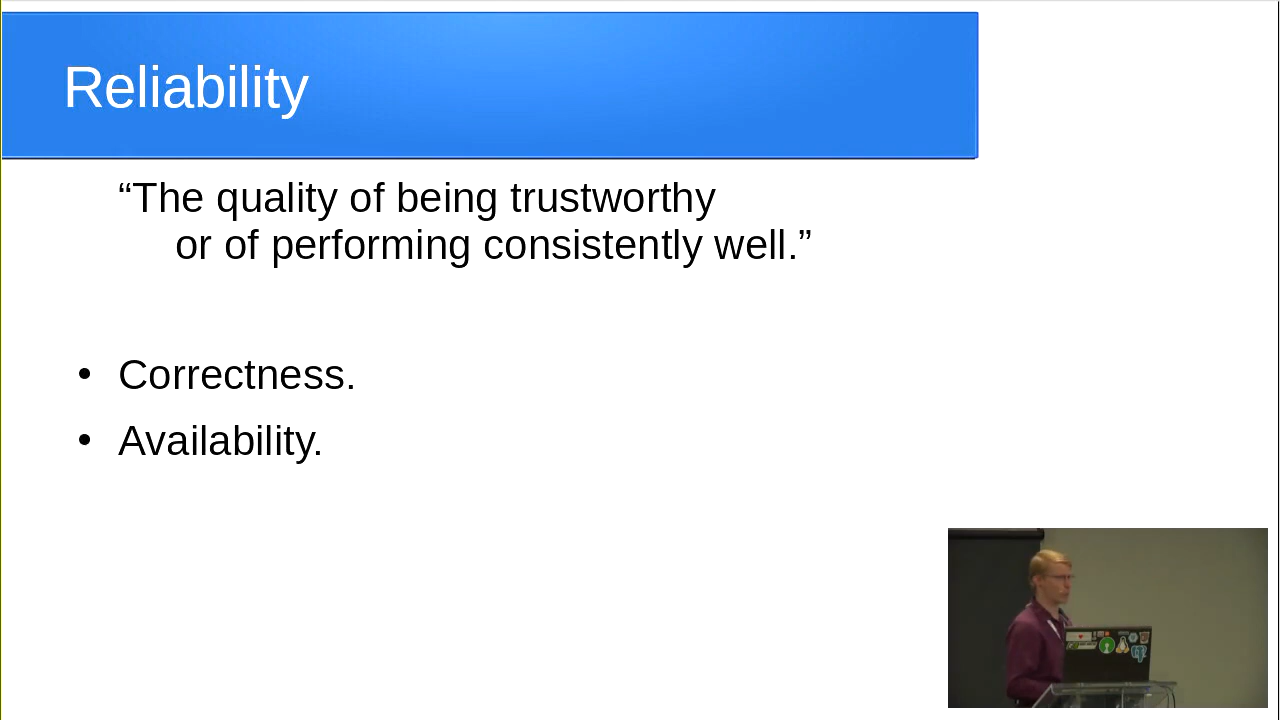 Reliability
“The quality of being trustworthy
or of performing consistently well.”
• Correctness.
• Availability.